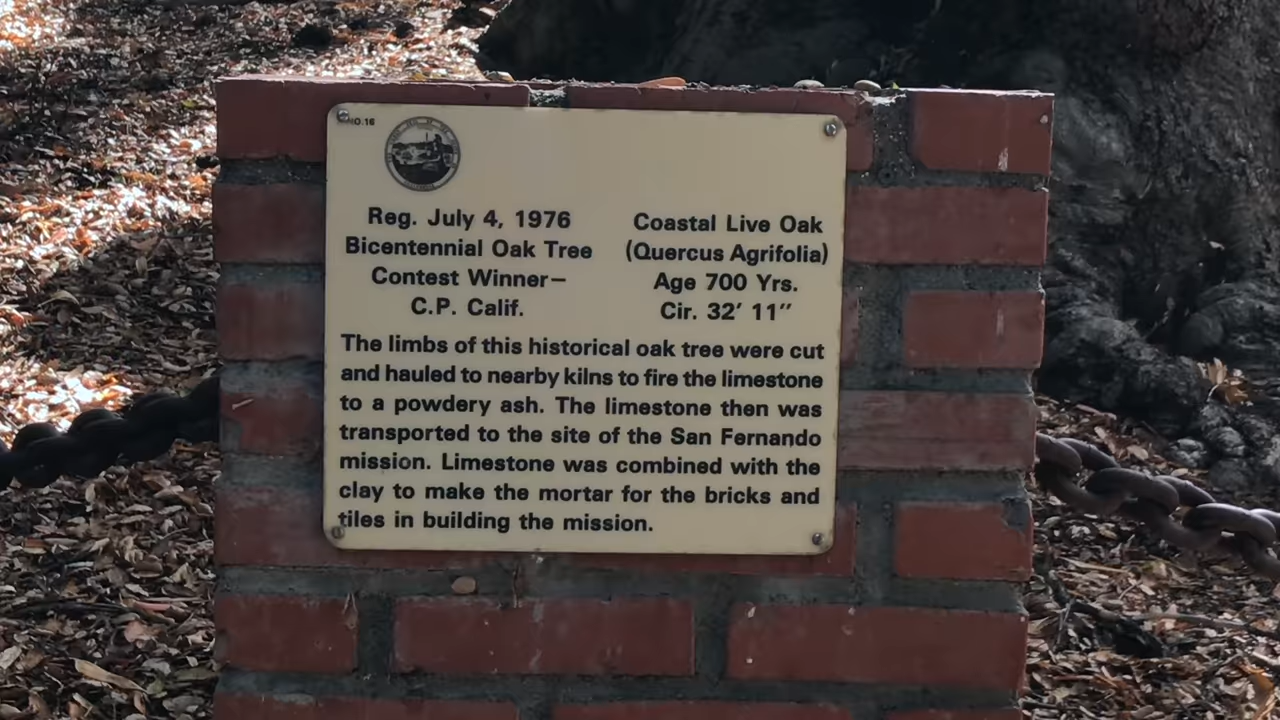 NO.16
Reg. July 4, 1976
Bicentennial Oak Tree
Contest Winner—
C.P. Calif.
Coastal Live Oak
(Quercus Agrifolia)
Age 700 Yrs.
Cir. 32' 11"
The limbs of this historical oak tree were cut
and hauled to nearby kilns to fire the limestone
to a powdery ash. The limestone then was
transported to the site of the San Fernando
mission. Limestone was combined with the
clay to make the mortar for the bricks and
tiles in building the mission.